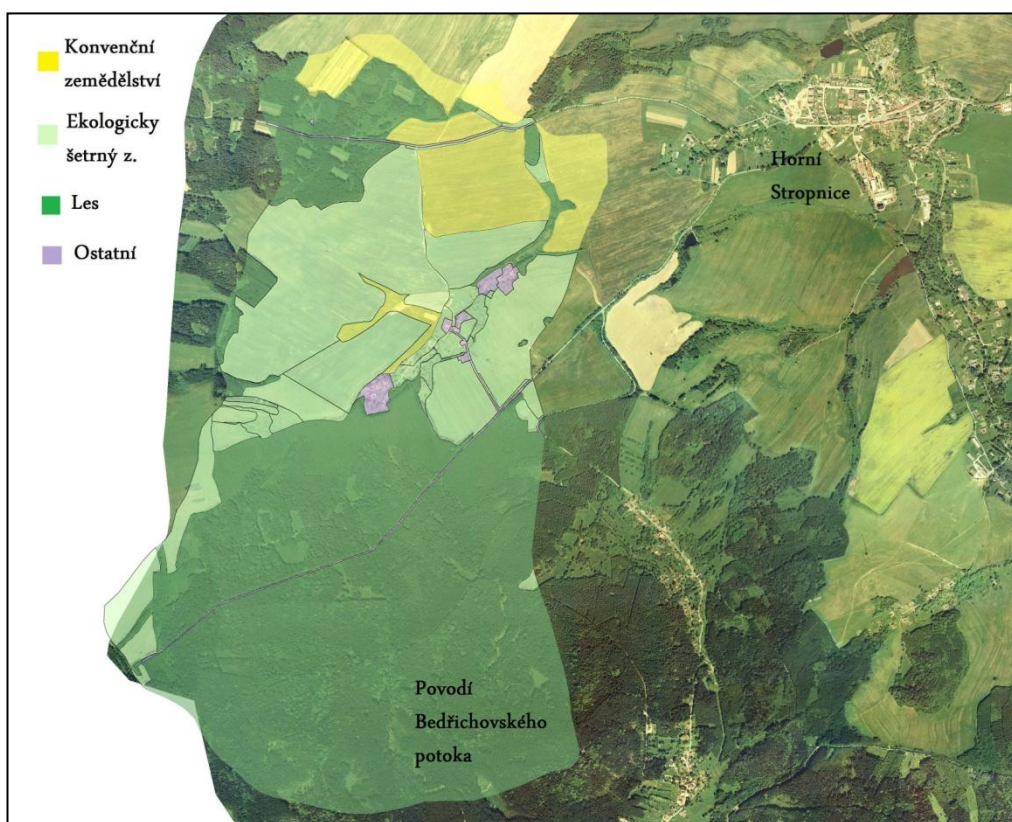 Konvenční
zemědělství
Ekologicky
šetrný z.
Les
Ostatní
Horní
Stropnice
Povodí
Bedřichovského
potoka